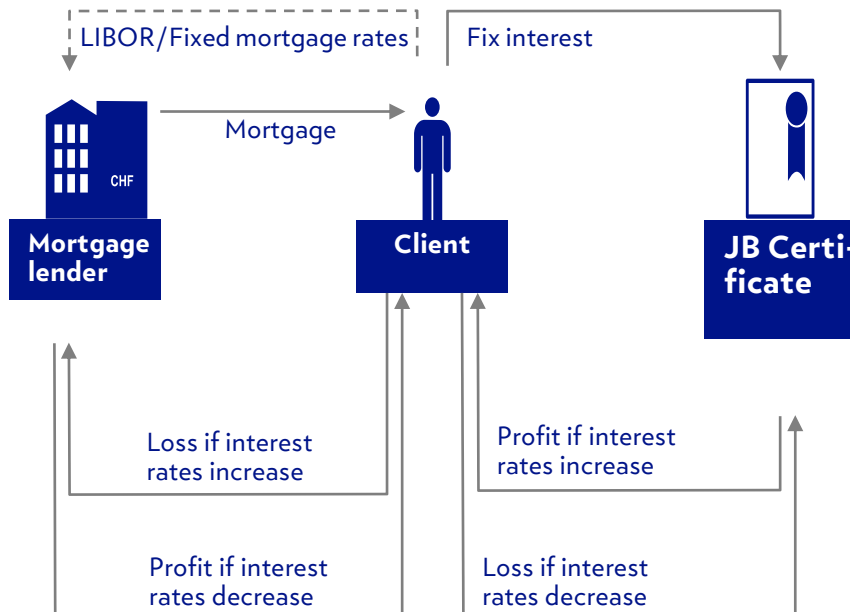 LIBOR/Fixed mortgage rates
Fix interest
Mortgage
CHF
Mortgage
lender
Client
JB Certi-
ficate
Loss if interest
rates increase
Profit if interest
rates increase
Profit if interest
rates decrease
Loss if interest
rates decrease